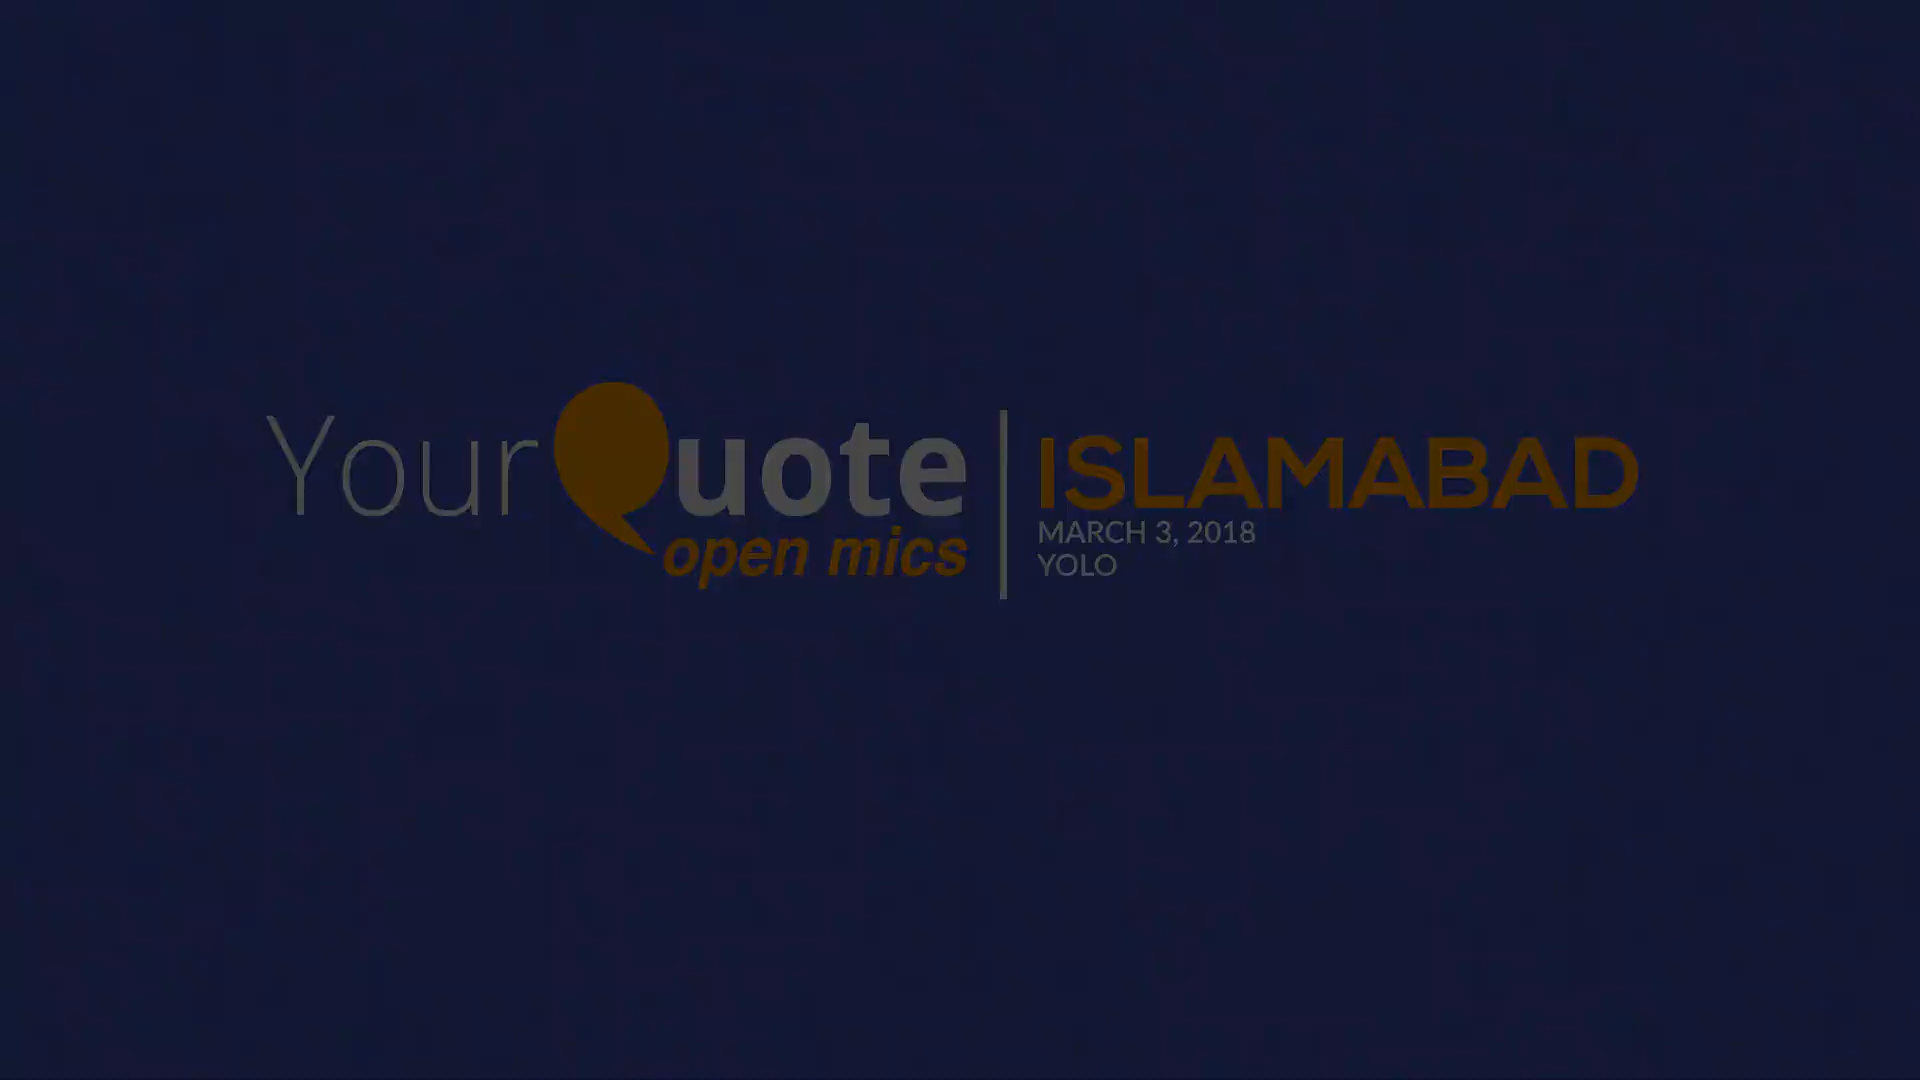 YourQuote
open mics
ISLAMABAD
MARCH 3, 2018
YOLO